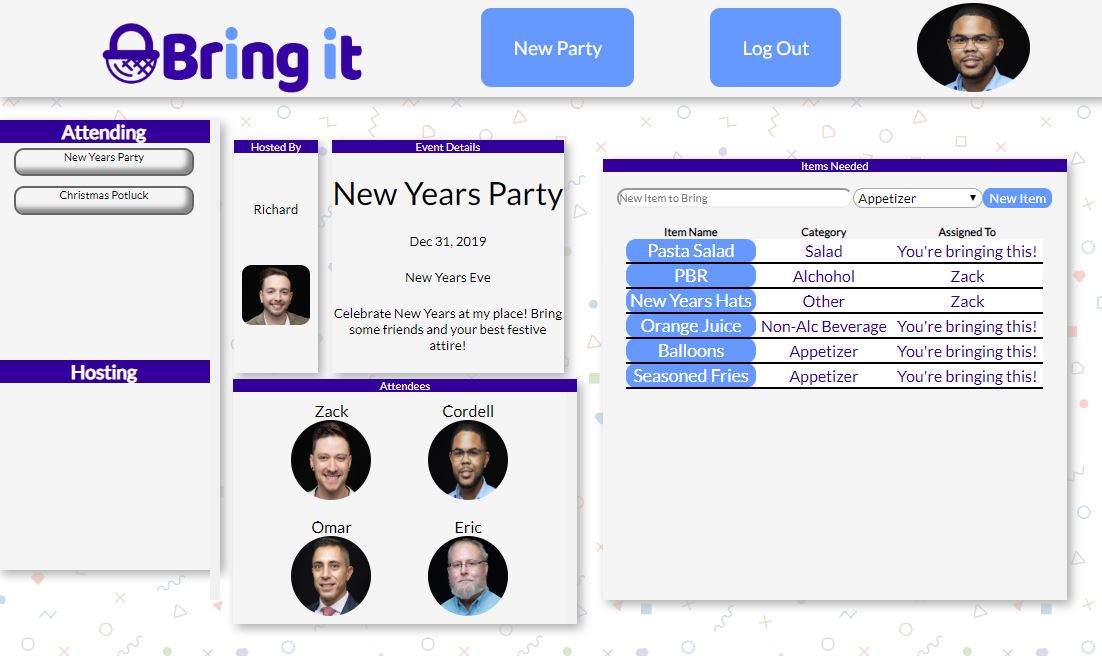 Bring it
New Party
Log Out
Attending
New Years Party
Christmas Potluck
Hosting
Hosted By
Richard
Event Details
New Years Party
Dec 31, 2019
New Years Eve
Celebrate New Years at my place! Bring
some friends and your best festive
attire!
Attendees
Zack Cordell
Omar Eric
Items Needed
New Item to Bring Appetizer New Item
Item Name Category Assigned To
Pasta Salad Salad You're bringing this!
PBR Alchohol Zack
New Years Hats Other Zack
Orange Juice Non-Alc Beverage You're bringing this!
Balloons Appetizer You're bringing this!
Seasoned Fries Appetizer You're bringing this!